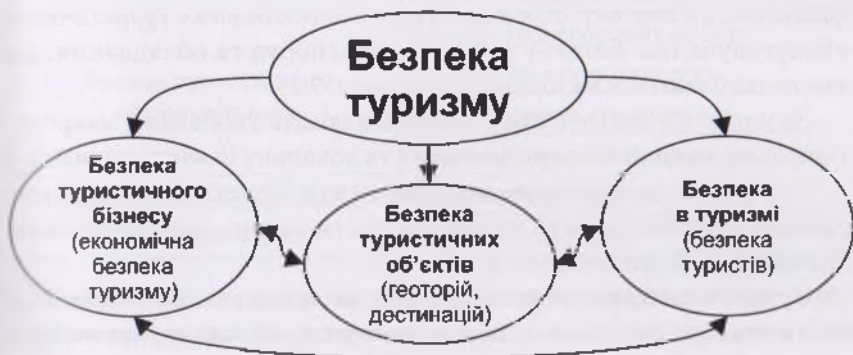 Безпека
туризму
Безпека
туристичного
бізнесу
(економічна
безпека
туризму)
Безпека
туристичних
об’єктів
(геоторій,
дестинацій)
Безпека
в туризмі
(безпека
туристів)